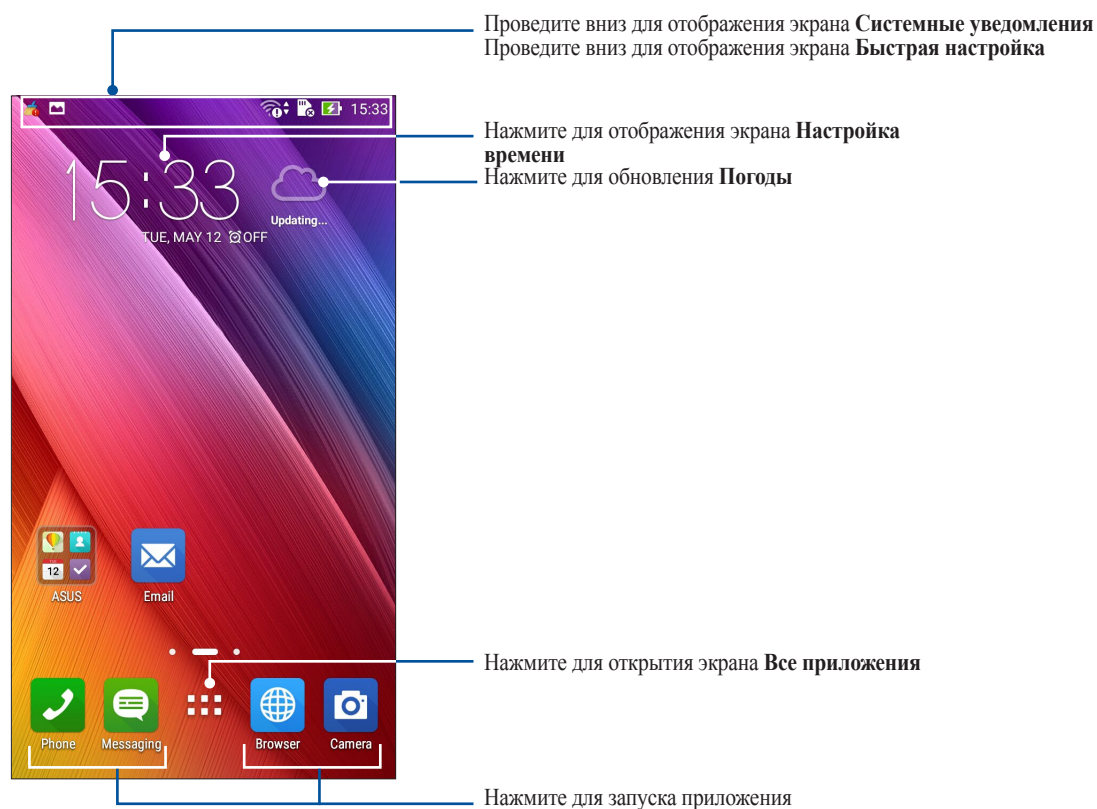 Проведите вниз для отображения экрана Системные уведомления
Проведите вниз для отображения экрана Быстрая настройка
15:33
Нажмите для отображения экрана Настройка
времени
Нажмите для обновления Погоды
15:33
Updating...
TUE, MAY 12 OFF
12
ASUS
Email
Нажмите для открытия экрана Все приложения
Phone
Messaging
Browser
Camera
Нажмите для запуска приложения